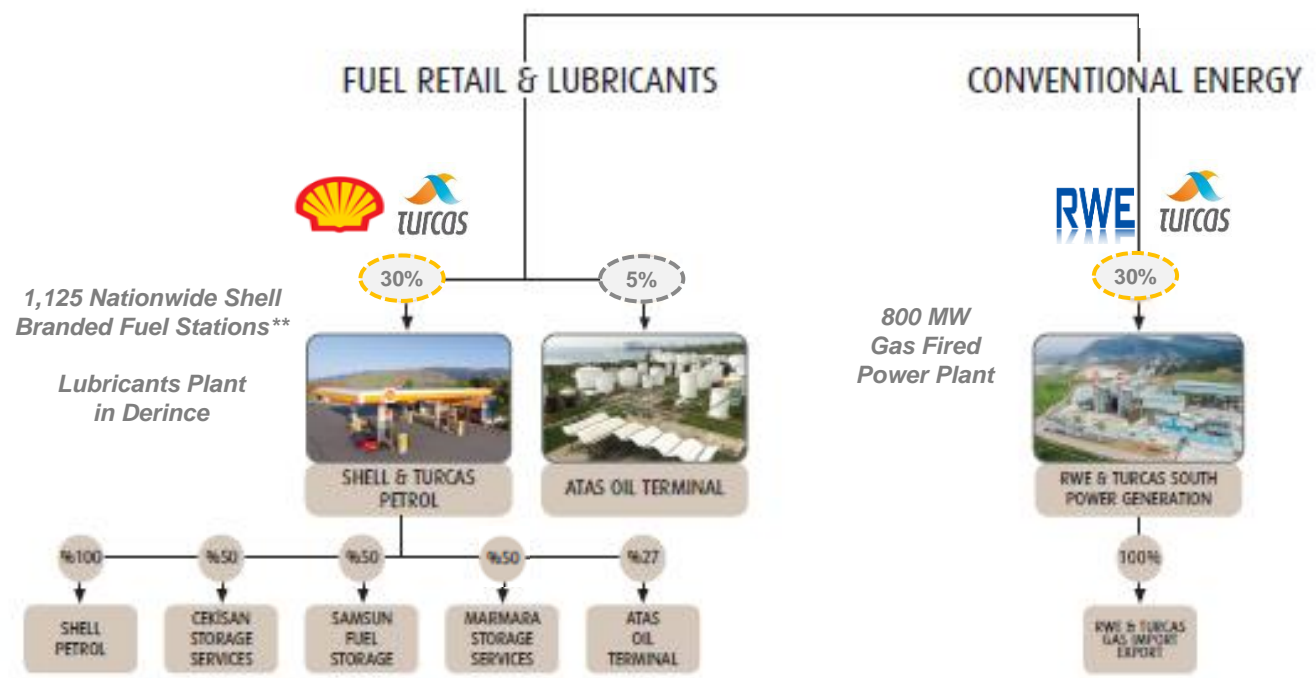 FUEL RETAIL & LUBRICANTS
CONVENTIONAL ENERGY
TURCAS
RWE
TURCAS
30%
5%
30%
1,125 Nationwide Shell
Branded Fuel Stations**
Lubricants Plant
in Derince
800 MW
Gas Fired
Power Plant
SHELL & TURCAS
PETROL
ATAS OIL TERMINAL
RWE & TURCAS SOUTH
POWER GENERATION
%100
%50
%50
%50
%27
100%
SHELL
PETROL
CEKİSAN
STORAGE
SERVICES
SAMSUN
FUEL
STORAGE
MARMARA
STORAGE
SERVICES
ATAS
OIL
TERMINAL
RWE & TURCAS
GAS IMPORT
EXPORT